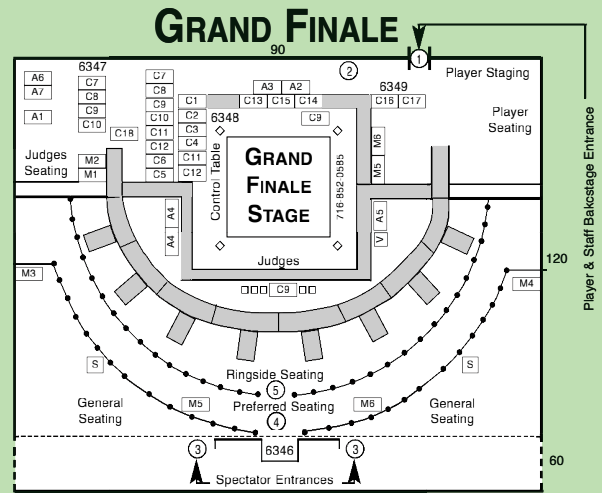 GRAND FINALE
90
1
2
Player Staging
Player
Seating
Player & Staff Bakcstage Entrance
A6
A7
A1
6347
C7
C8
C9
C10
C18
C7
C8
C9
C10
C11
C12
C6
C5
C1
C2
C3
C4
C11
C12
6348
A3
A2
C13
C15
C14
C9
6349
C16
C17
M6
M5
Judges
Seating
M2
M1
Control Table
GRAND
FINALE
STAGE
716-852-0585
A4
A4
A5
V
Judges
C9
120
M3
M4
S
S
Ringside Seating
5
M5
Preferred Seating
M6
General
Seating
4
General
Seating
3
6346
3
Spectator Entrances
60